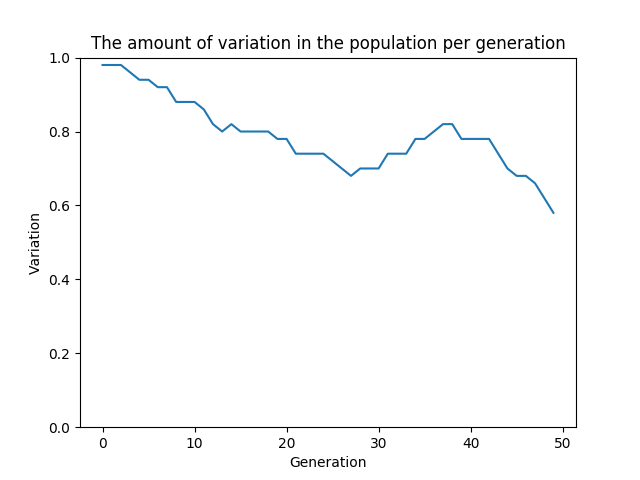 The amount of variation in the population per generation
1.0
0.8
0.6
0.4
0.2
0.0
Variation
0 10 20 30 40 50
Generation